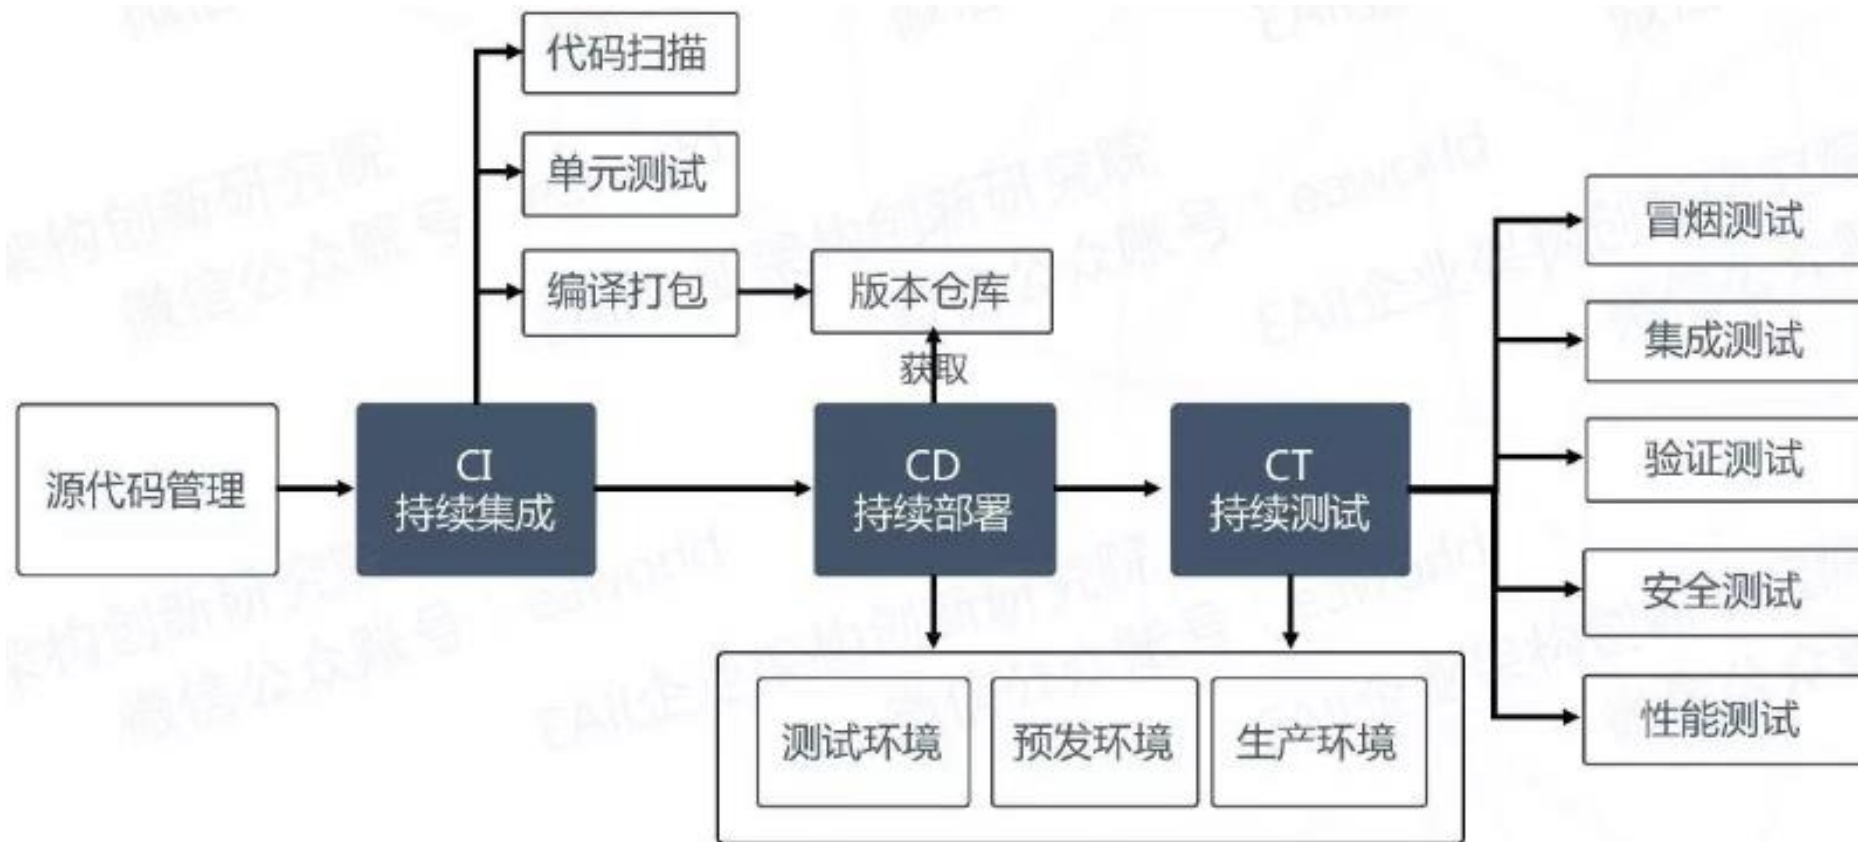 代码扫描
单元测试
编译打包
版本仓库
获取
源代码管理
CI
持续集成
CD
持续部署
CT
持续测试
冒烟测试
集成测试
验证测试
安全测试
性能测试
测试环境
预发环境
生产环境